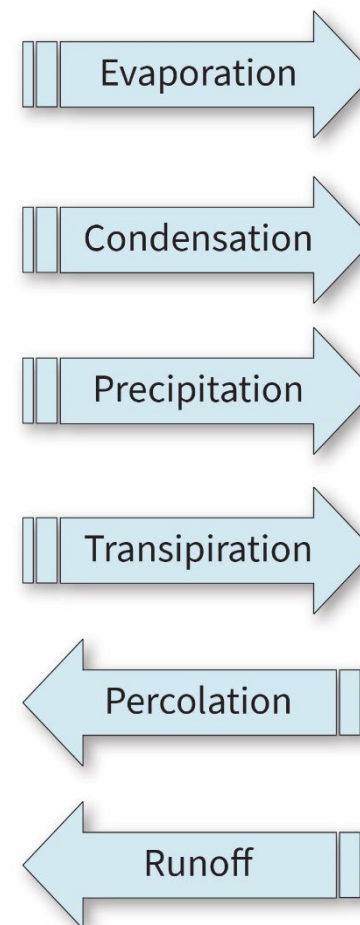 Evaporation
Condensation
Precipitation
Transipiration
Percolation
Runoff